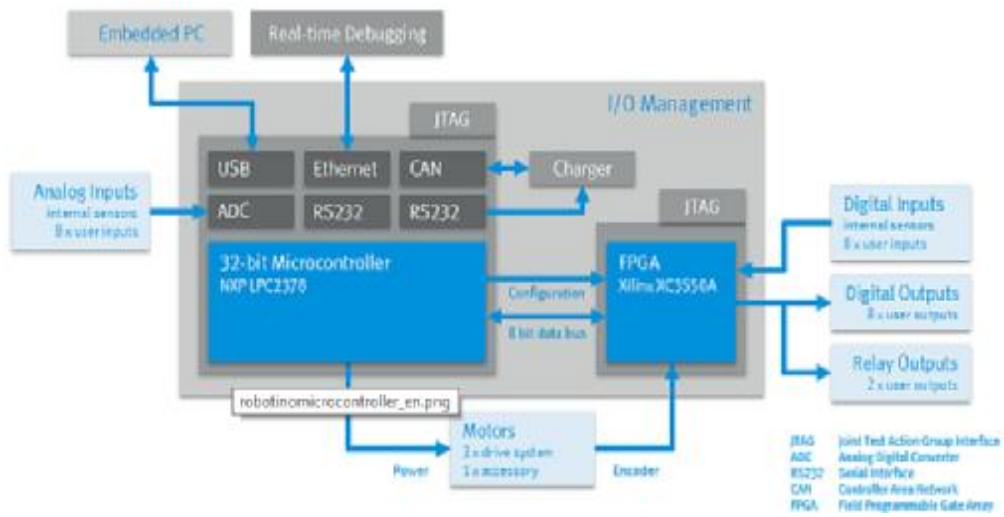 Embedded PC
Real-time Debugging
I/O Management
JTAG
USB
Ethernet
CAN
Charger
Analog Inputs
internal sensors
8 x user inputs
ADC
RS232
RS232
JTAG
Digital Inputs
internal sensors
8 x user inputs
32-bit Microcontroller
NXP LPC2378
FPGA
Xilinx XC3S50A
Configuration
8 bit data bus
Digital Outputs
8 x user outputs
Relay Outputs
2 x user outputs
robotinomicrocontroller_en.png
Motors
3 x drive system
1 x accessory
Power
Encoder
JTAG Joint Test Action Group Interface
ADC Analog Digital Converter
RS232 Serial Interface
CAN Controller Area Network
FPGA Field Programmable Gate Array